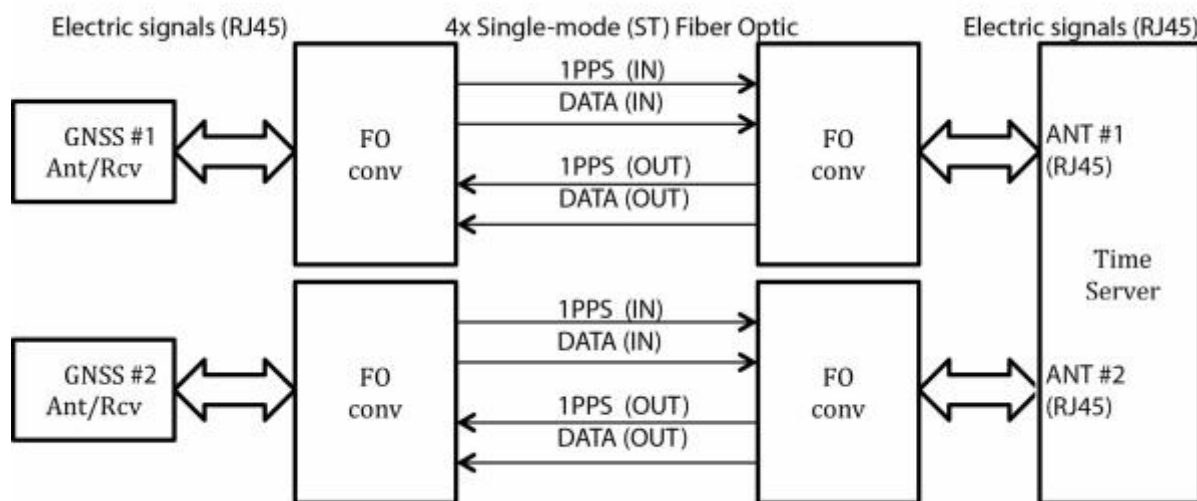 Electric signals (RJ45)
4x Single-mode (ST) Fiber Optic
Electric signals (RJ45)
GNSS #1
Ant/Rcv
FO
conv
1PPS (IN)
DATA (IN)
1PPS (OUT)
DATA (OUT)
FO
conv
ANT #1
(RJ45)
Time
Server
GNSS #2
Ant/Rcv
FO
conv
1PPS (IN)
DATA (IN)
1PPS (OUT)
DATA (OUT)
FO
conv
ANT #2
(RJ45)